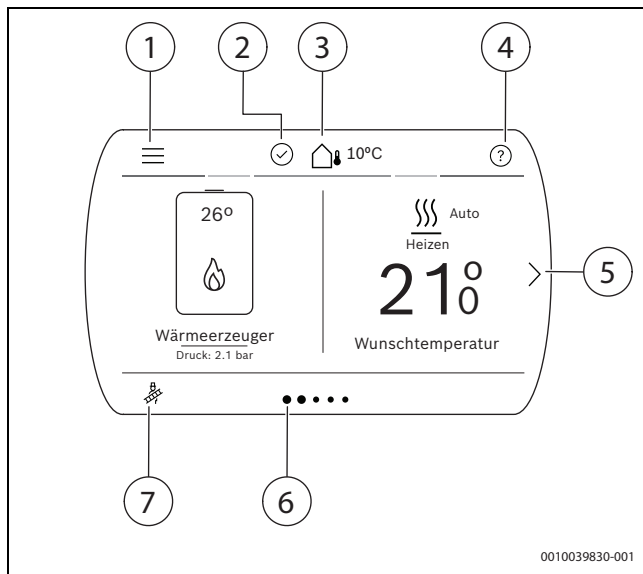 1 2 3 4
10°C
?
26°
Auto
Heizen
21°0
5
Wärmeerzeuger
Druck: 2.1 bar
Wunschtemperatur
7 6
0010039830-001